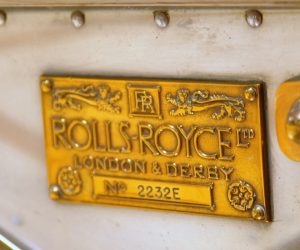 RR
ROLLS-ROYCE LTD
LONDON & DERBY
No 2232E